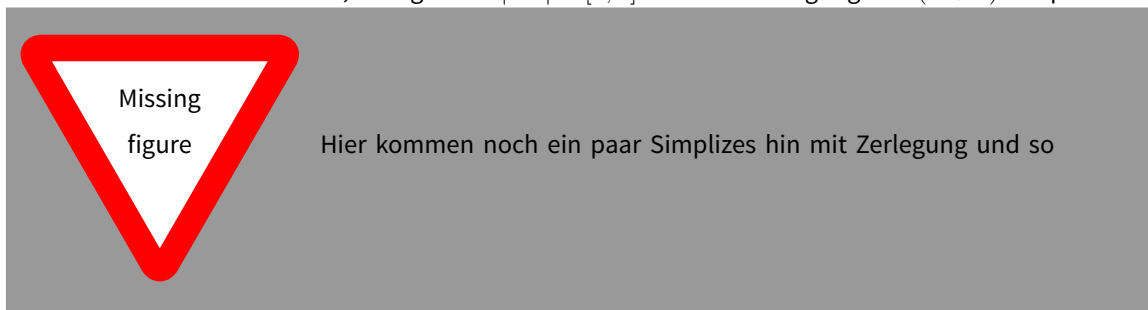 Missing
figure
Hier kommen noch ein paar Simplizes hin mit Zerlegung und so